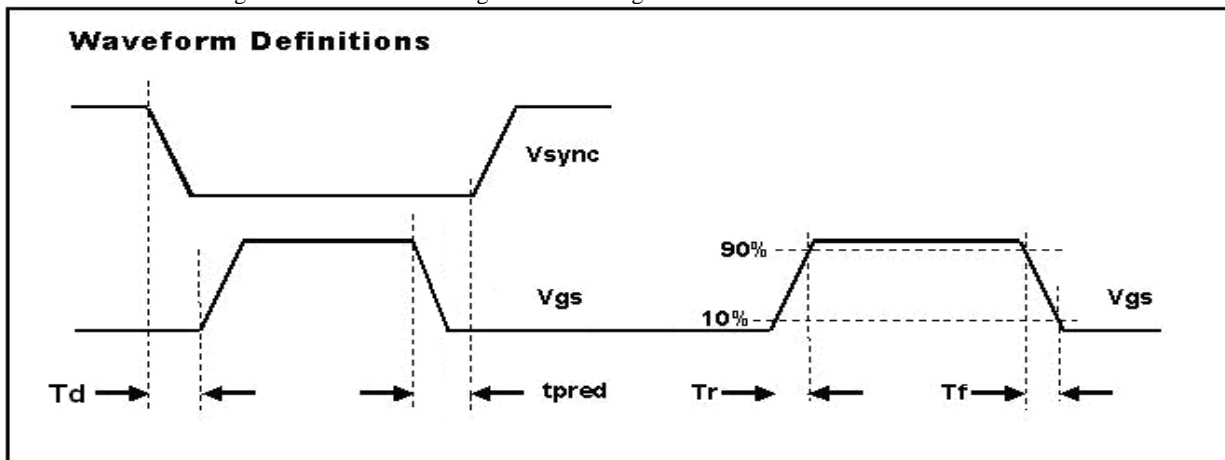 Waveform Definitions
Vsync
90%
Vgs
Vgs
10%
Td
tpred
Tr
Tf